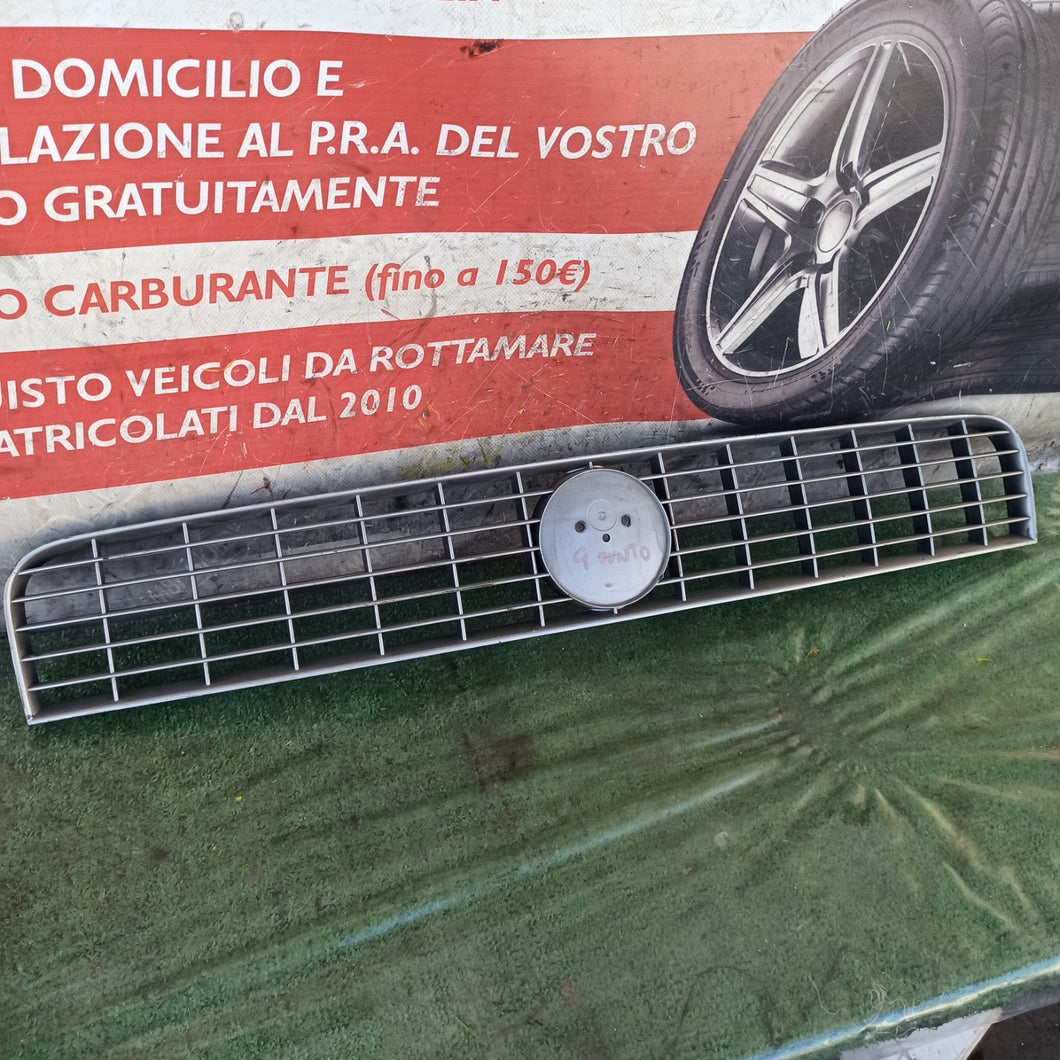 DOMICILIO E
LAZIONE AL P.R.A. DEL VOSTRO
O GRATUITAMENTE
O CARBURANTE (fino a 150€)
UISTO VEICOLI DA ROTTAMARE
ATRICOLATI DAL 2010
G PUNTO